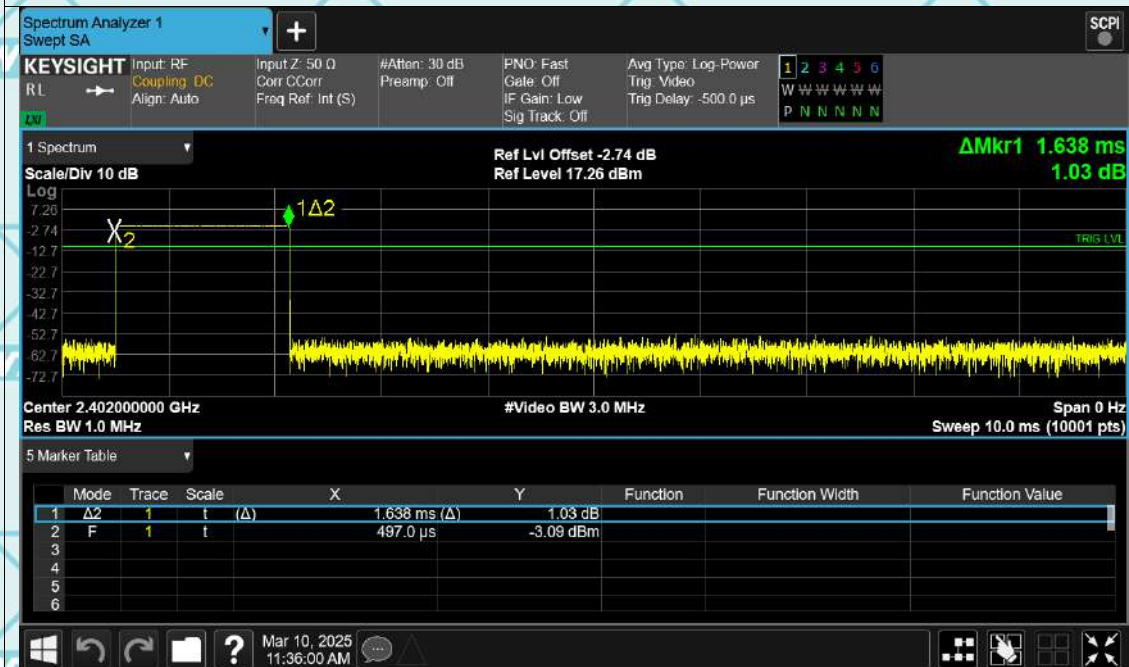 Spectrum Analyzer 1
Swept SA
+
SCPI
KEYSIGHT Input: RF Input Z: 50 Ω #Atten: 30 dB PNO: Fast Avg Type: Log-Power 1 2 3 4 5 6
RL Coupling: DC Corr CCorr Preamp: Off Gate: Off Trig: Video W W W W W W
Align: Auto Freq Ref: Int (S) IF Gain: Low Trig Delay: -500.0 µs P N N N N N
LXI Sig Track: Off
1 Spectrum
Ref Lvl Offset -2.74 dB ΔMkr1 1.638 ms
Scale/Div 10 dB Ref Level 17.26 dBm 1.03 dB
Log
7.26
1Δ2
-2.74
X2
TRIG LVL
-12.7
-22.7
-32.7
-42.7
-52.7
-62.7
-72.7
Center 2.402000000 GHz #Video BW 3.0 MHz Span 0 Hz
Res BW 1.0 MHz Sweep 10.0 ms (10001 pts)
5 Marker Table
Mode Trace Scale X Y Function Function Width Function Value
1 Δ2 1 t (Δ) 1.638 ms (Δ) 1.03 dB
2 F 1 t 497.0 µs -3.09 dBm
3
4
5
6
? Mar 10, 2025
11:36:00 AM